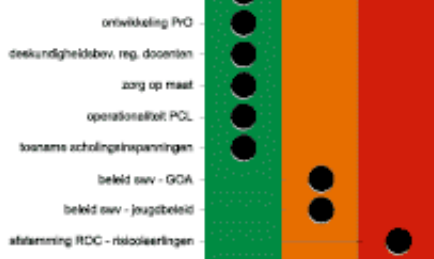 ontwikkeling PrO
deskundigheidsbev. reg. docenten
zorg op maat
operationaliteit PCL
toename scholingsinspanningen
beleid swv - GOA
beleid swv - jeugdbeleid
afstemming ROC - risicoleerlingen